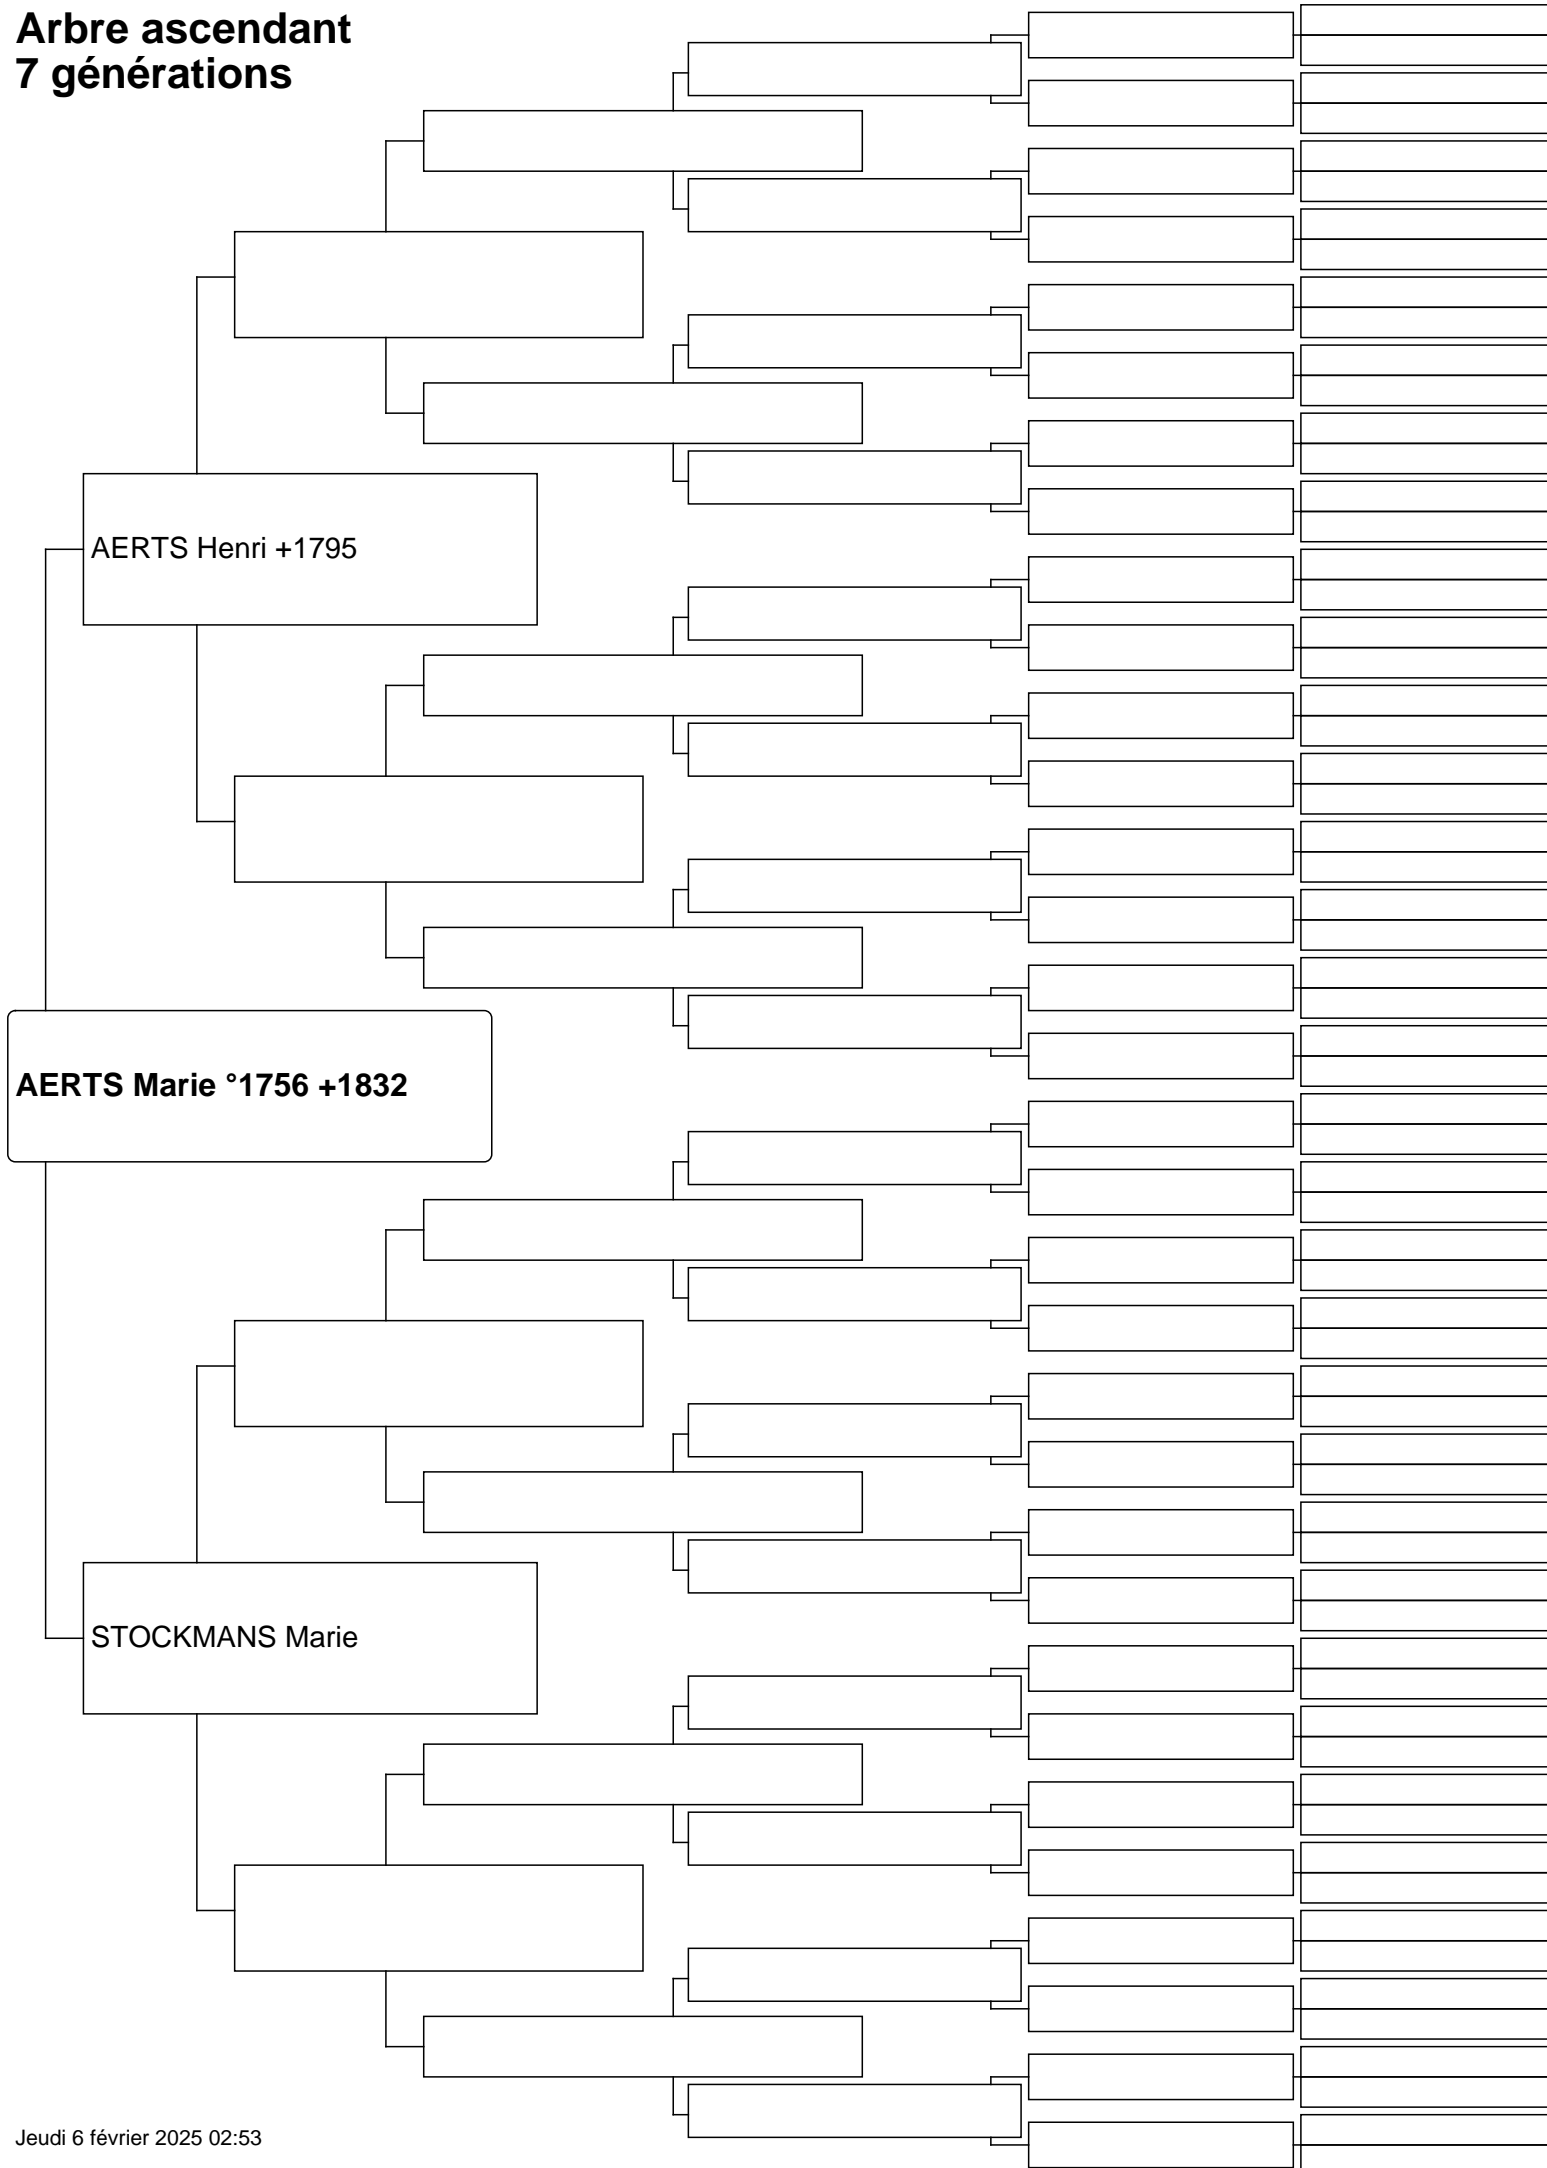 Arbre ascendant
7 générations
AERTS Henri +1795
AERTS Marie °1756 +1832
STOCKMANS Marie
Jeudi 6 février 2025 02:53